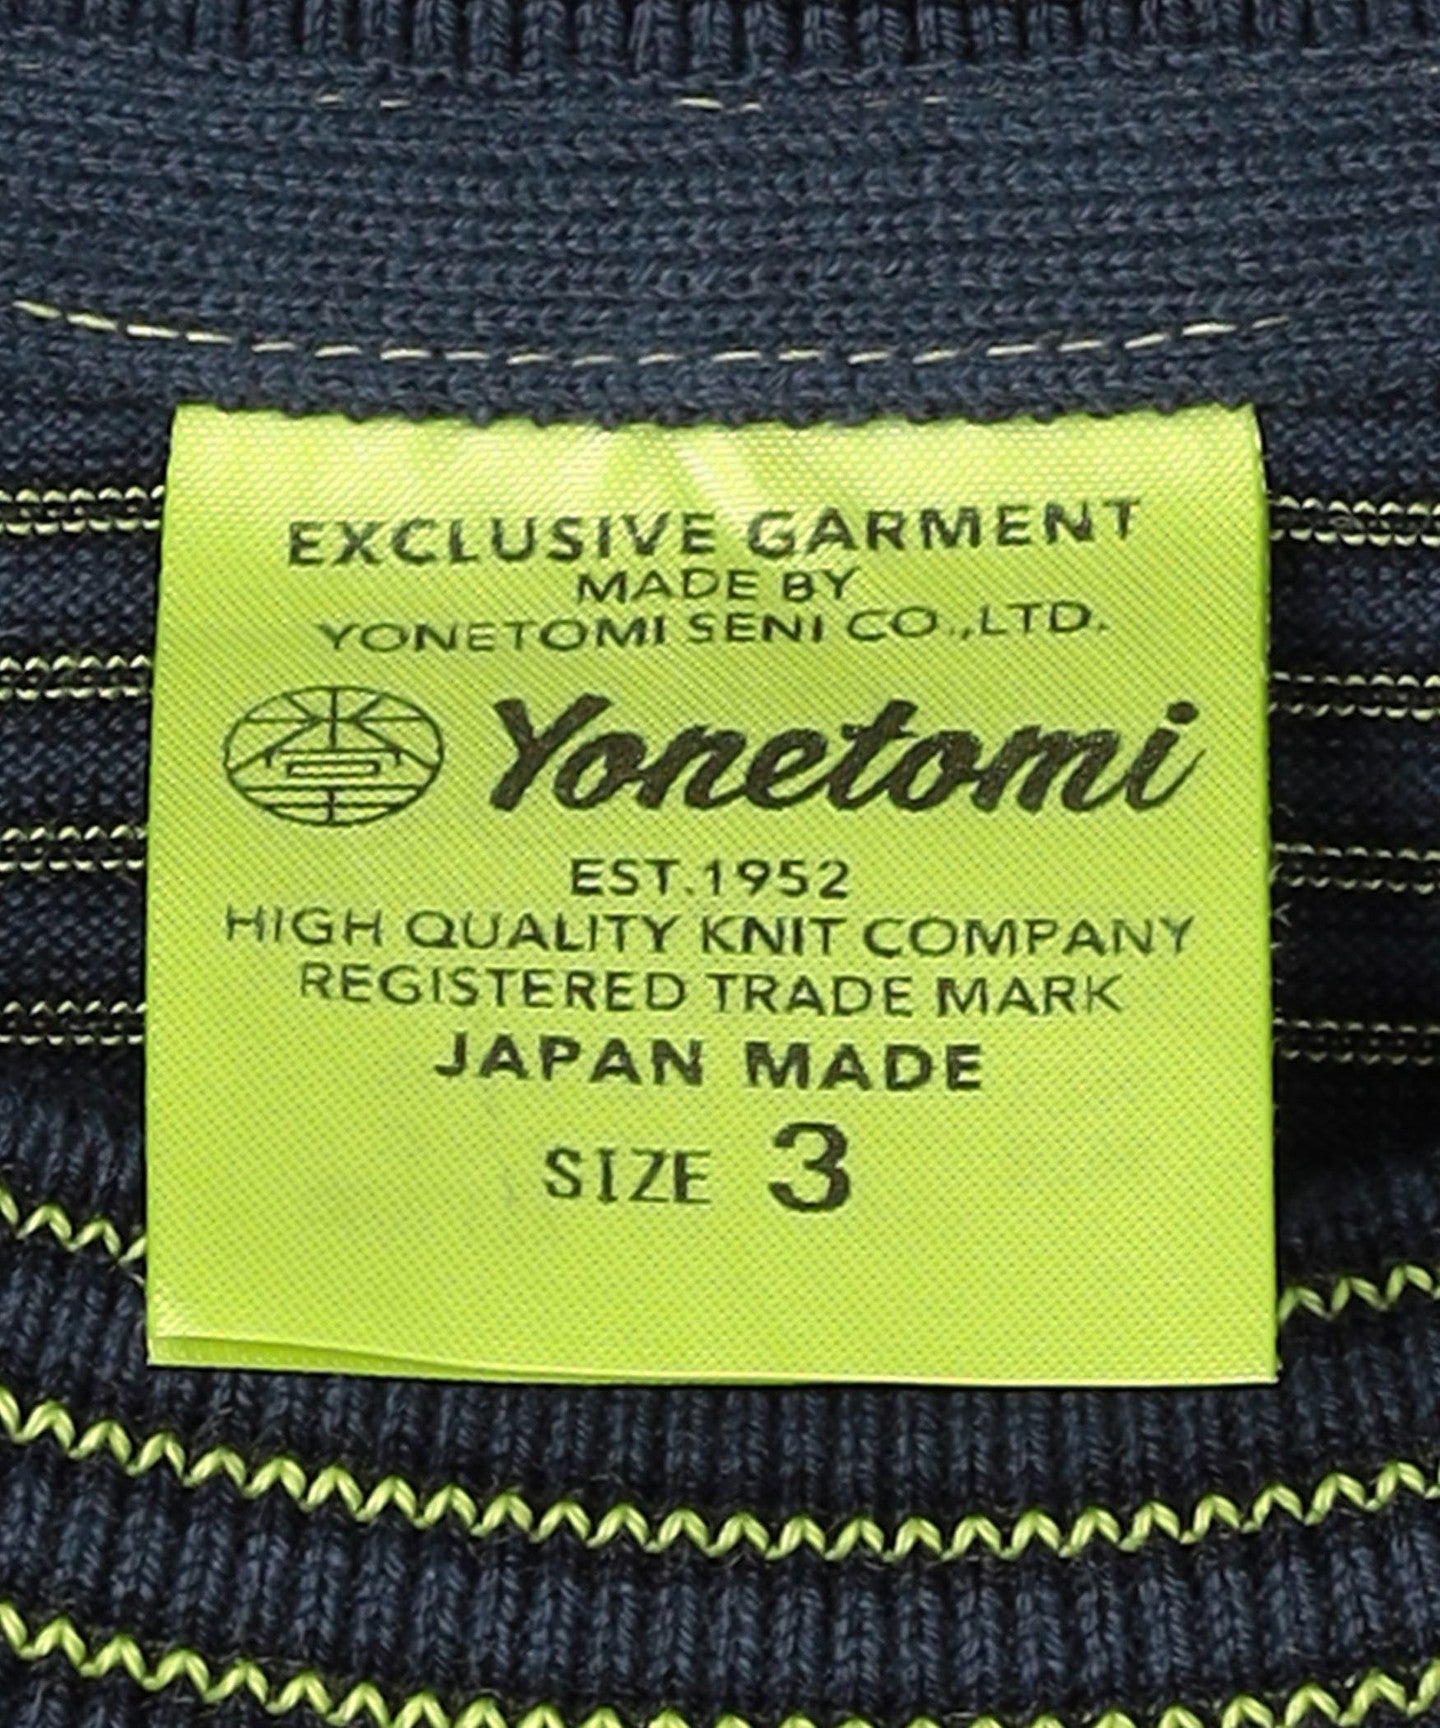 EXCLUSIVE GARMENT
MADE BY
YONETOMI SENI CO.,LTD.
Yonetomi
EST.1952
HIGH QUALITY KNIT COMPANY
REGISTERED TRADE MARK
JAPAN MADE
SIZE 3